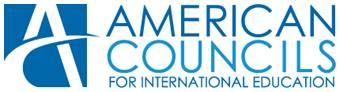 AMERICAN
COUNCILS
FOR INTERNATIONAL EDUCATION